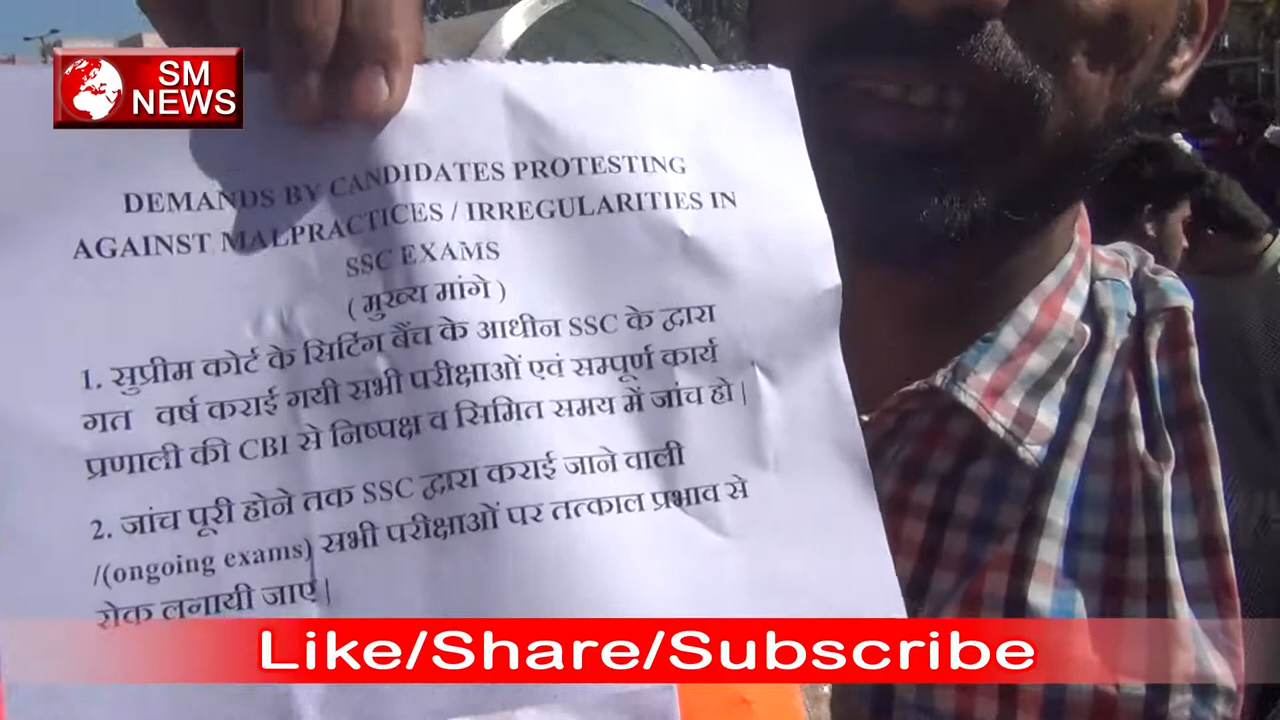 SM
NEWS
DEMANDS BY CANDIDATES PROTESTING
AGAINST MALPRACTICES / IRREGULARITIES IN
SSC EXAMS
( मुख्य मांगे )
1. सुप्रीम कोर्ट के सिटिंग बैंच के आधीन SSC के द्वारा
गत वर्ष कराई गयी सभी परीक्षाओं एवं सम्पूर्ण कार्य
प्रणाली की CBI से निष्पक्ष व सिमित समय में जांच हो |
2. जांच पूरी होने तक SSC द्वारा कराई जाने वाली
/(ongoing exams) सभी परीक्षाओं पर तत्काल प्रभाव से
रोक लगायी जाएं |
Like/Share/Subscribe